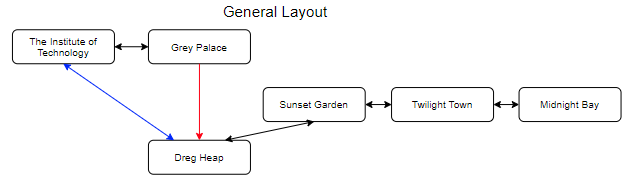 General Layout
The Institute of
Technology
Grey Palace
Sunset Garden
Twilight Town
Midnight Bay
Dreg Heap